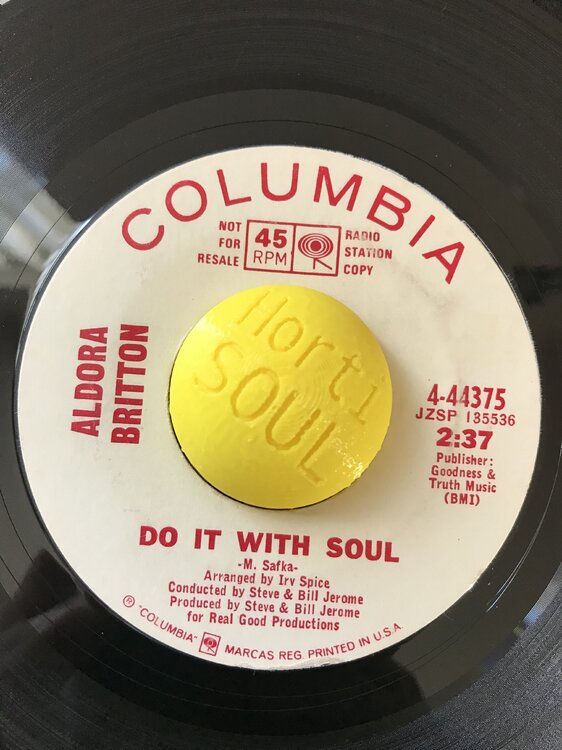 COLUMBIA
NOT
FOR
RESALE
45
RPM
RADIO
STATION
COPY
Horti
SOUL
ALDORA
BRITTON
4-44375
JZSP 135536
2:37
Publisher:
Goodness &
Truth Music
(BMI)
DO IT WITH SOUL
-M. Safka-
Arranged by Irv Spice
Conducted by Steve & Bill Jerome
Produced by Steve & Bill Jerome
for Real Good Productions
℗ "COLUMBIA" MARCAS REG. PRINTED IN U.S.A.